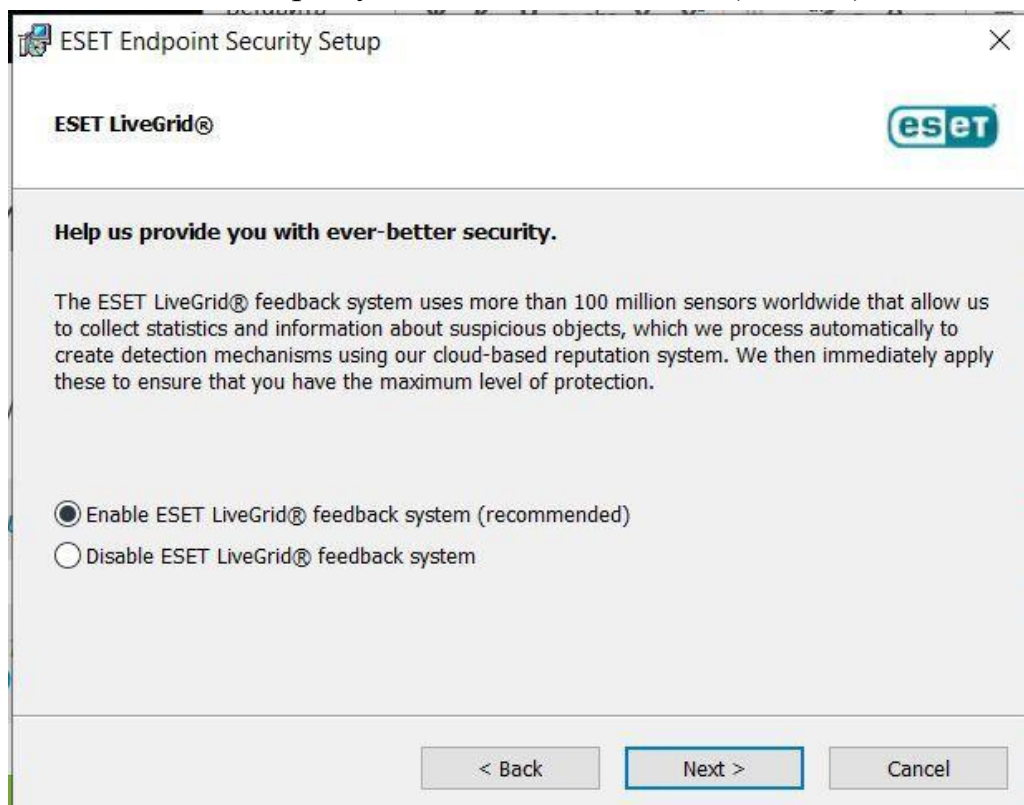 ESET Endpoint Security Setup
ESET LiveGrid®
eset
Help us provide you with ever-better security.
The ESET LiveGrid® feedback system uses more than 100 million sensors worldwide that allow us
to collect statistics and information about suspicious objects, which we process automatically to
create detection mechanisms using our cloud-based reputation system. We then immediately apply
these to ensure that you have the maximum level of protection.
Enable ESET LiveGrid® feedback system (recommended)
Disable ESET LiveGrid® feedback system
< Back Next > Cancel